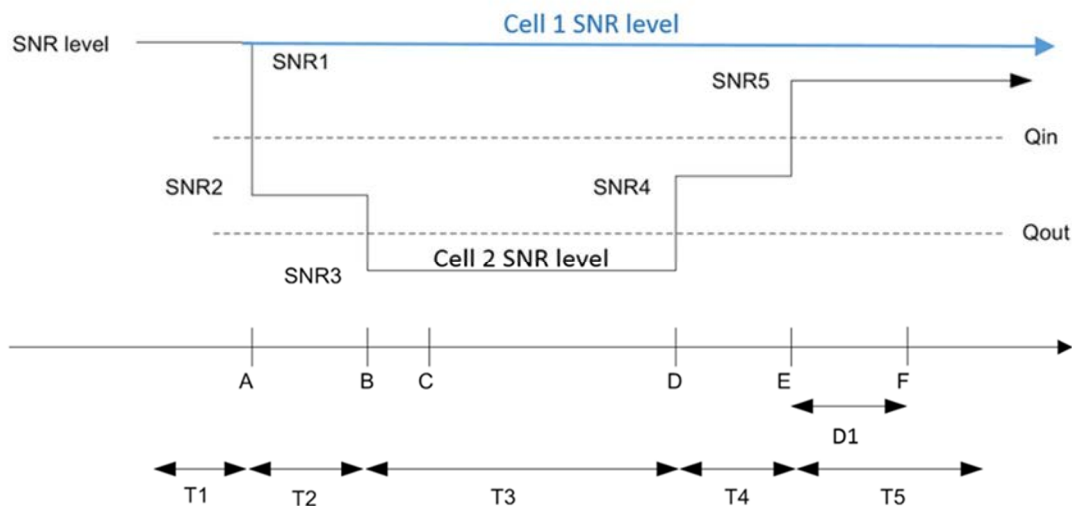 Cell 1 SNR level
SNR level
SNR1
SNR5
Qin
SNR2
SNR4
Qout
Cell 2 SNR level
SNR3
A B C D E F
D1
T1 T2 T3 T4 T5